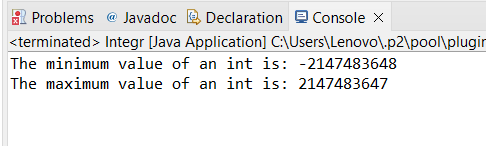 Problems @ Javadoc Declaration Console
<terminated> Integr [Java Application] C:\Users\Lenovo\.p2\pool\plugin
The minimum value of an int is: -2147483648
The maximum value of an int is: 2147483647